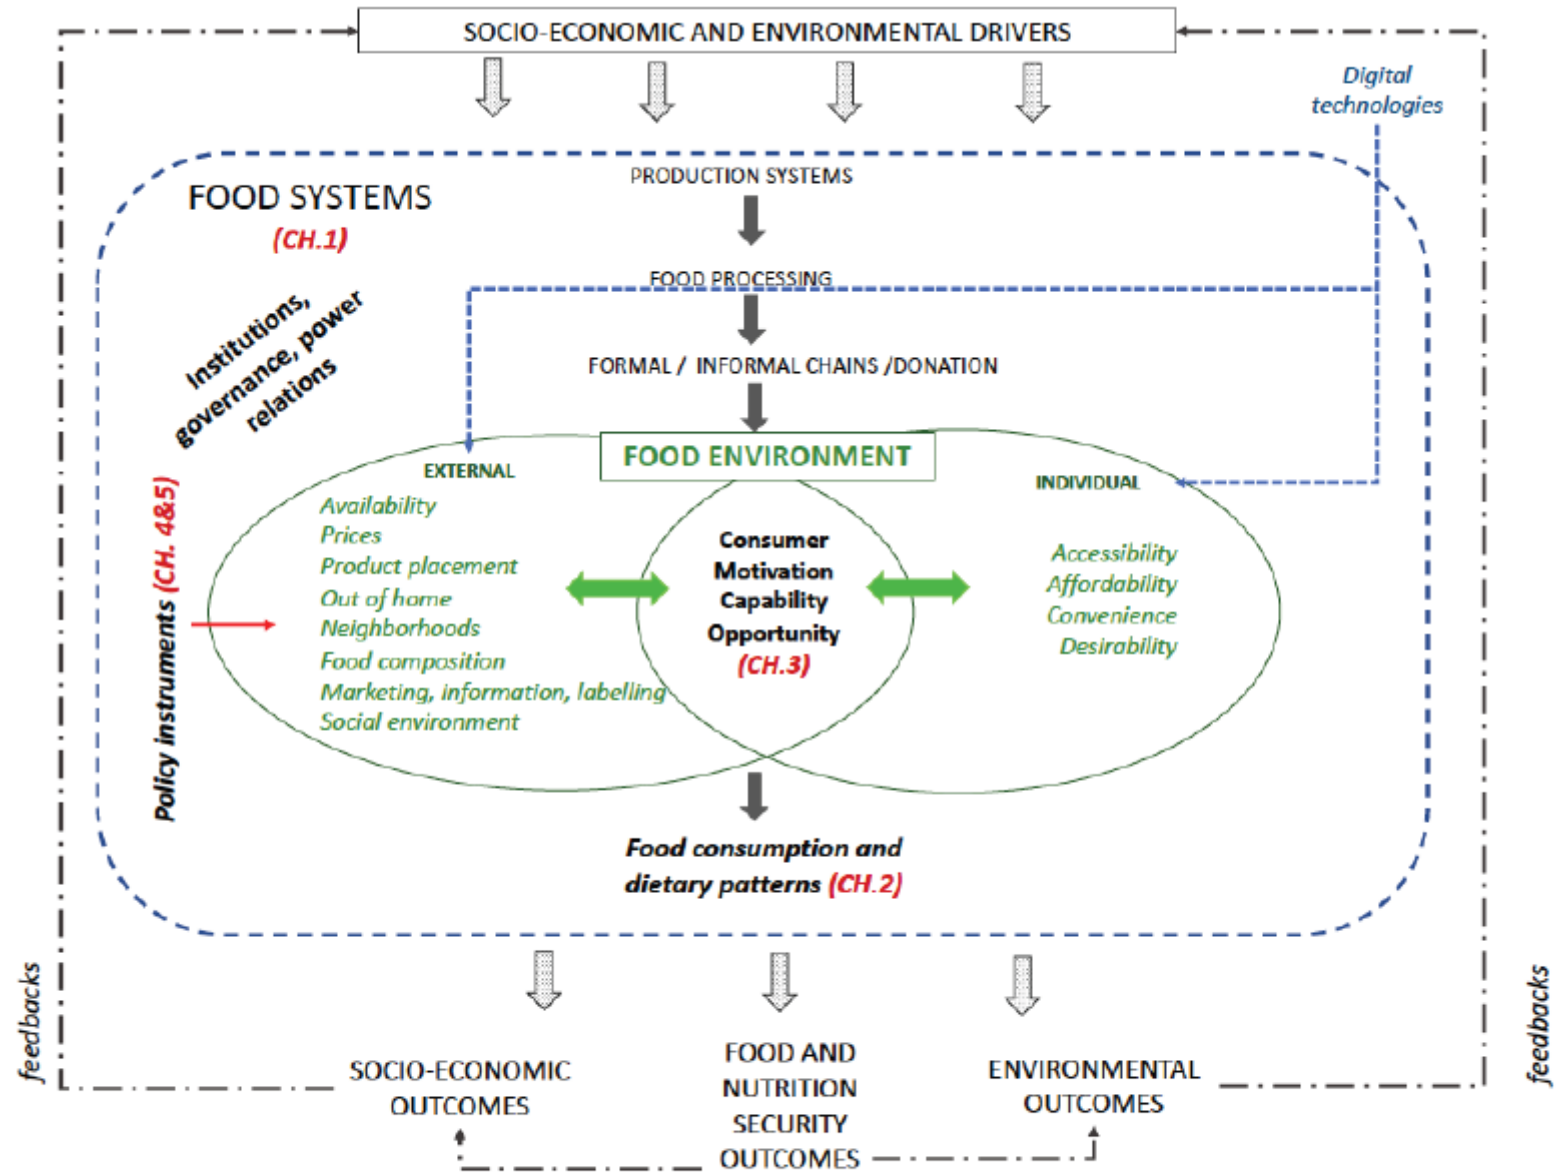 SOCIO-ECONOMIC AND ENVIRONMENTAL DRIVERS
Digital
technologies
PRODUCTION SYSTEMS
FOOD SYSTEMS
(CH.1)
FOOD PROCESSING
Institutions,
governance, power
relations
FORMAL / INFORMAL CHAINS /DONATION
FOOD ENVIRONMENT
EXTERNAL
Availability
Prices
Product placement
Out of home
Neighborhoods
Food composition
Marketing, information, labelling
Social environment
Consumer
Motivation
Capability
Opportunity
(CH.3)
INDIVIDUAL
Accessibility
Affordability
Convenience
Desirability
Policy instruments (CH. 4&5)
Food consumption and
dietary patterns (CH.2)
feedbacks
feedbacks
SOCIO-ECONOMIC
OUTCOMES
FOOD AND
NUTRITION
SECURITY
OUTCOMES
ENVIRONMENTAL
OUTCOMES